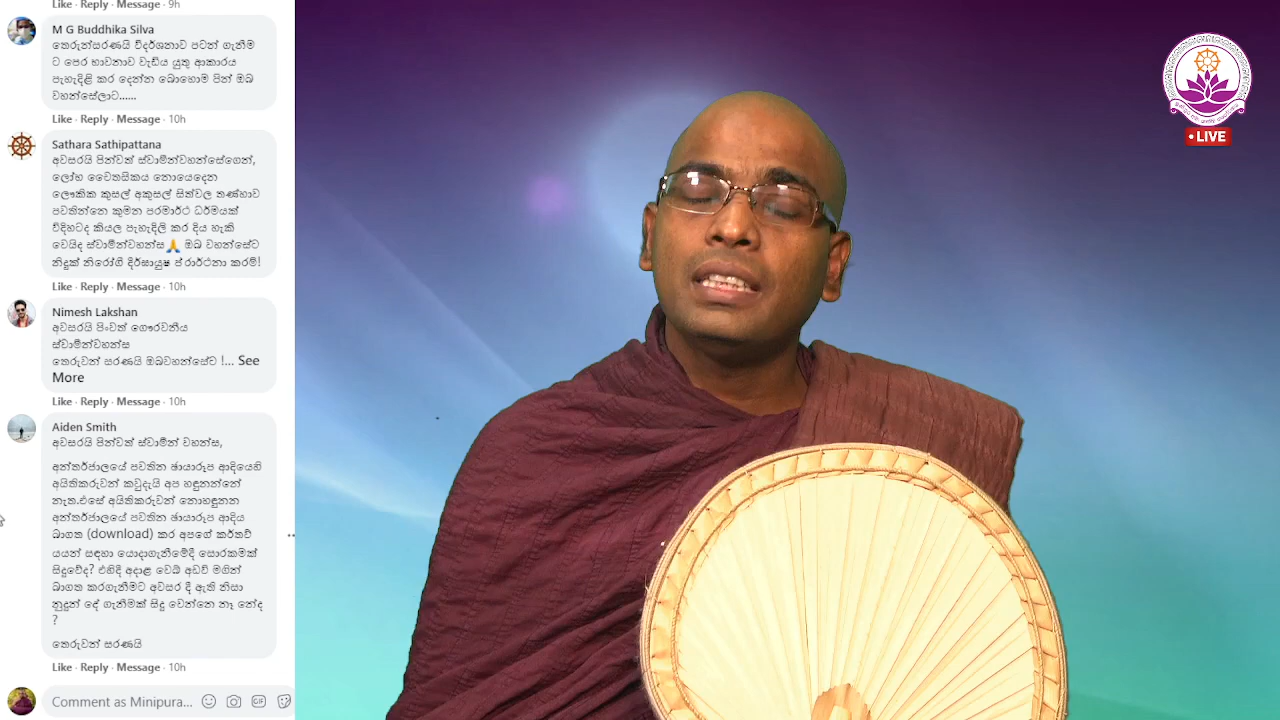 Like · Reply · Message · 9h
M G Buddhika Silva
තෙරුන්සරණයි විදර්ශනාව පටන් ගැනීම
ට පෙර භාවනාව වැඩිය යුතු ආකාරය
පැහැදිළි කර දෙන්න බොහොම පින් ඔබ
වහන්සේලාට......
Like · Reply · Message · 10h
Sathara Sathipattana
අවසරයි පින්වත් ස්වාමින්වහන්සේගෙන්,
ලෝභ චෛතසිකය නොයෙදෙන
ලෞකික කුසල් අකුසල් සිත්වල තණ්හාව
පවතින්නෙ කුමන පරමාර්ථ ධර්මයක්
විදිහටද කියල පැහැදිලි කර දිය හැකි
වෙයිද ස්වාමින්වහන්ස🙏 ඔබ වහන්සේට
නිදුක් නිරෝගි දිර්ඝායුෂ ප්රාර්ථනා කරමි!
Like · Reply · Message · 10h
Nimesh Lakshan
අවසරයි පිංවත් ගෞරවනීය
ස්වාමීන්වහන්ස
තෙරුවන් සරණයි ඔබවහන්සේට !... See
More
Like · Reply · Message · 10h
Aiden Smith
අවසරයි පින්වත් ස්වාමීන් වහන්ස,
අන්තර්ජාලයේ පවතින ඡායාරූප ආදියෙහි
අයිතිකරුවන් කවුදැයි අප හඳුනන්නේ
නැත.එසේ අයිතිකරුවන් නොහඳුනන
අන්තර්ජාලයේ පවතින ඡායාරූප ආදිය
බාගත (download) කර අපගේ කර්තව්
යයන් සඳහා යොදාගැනීමේදී සොරකමක්
සිදුවේද? එහිදී අදාළ වෙබ් අඩවි මගින්
බාගත කරගැනීමට අවසර දී ඇති නිසා
නුදුන් දේ ගැනීමක් සිදු වෙන්නෙ නෑ නේද
?
තෙරුවන් සරණයි
Like · Reply · Message · 10h
Comment as Minipura...
GIF
LIVE